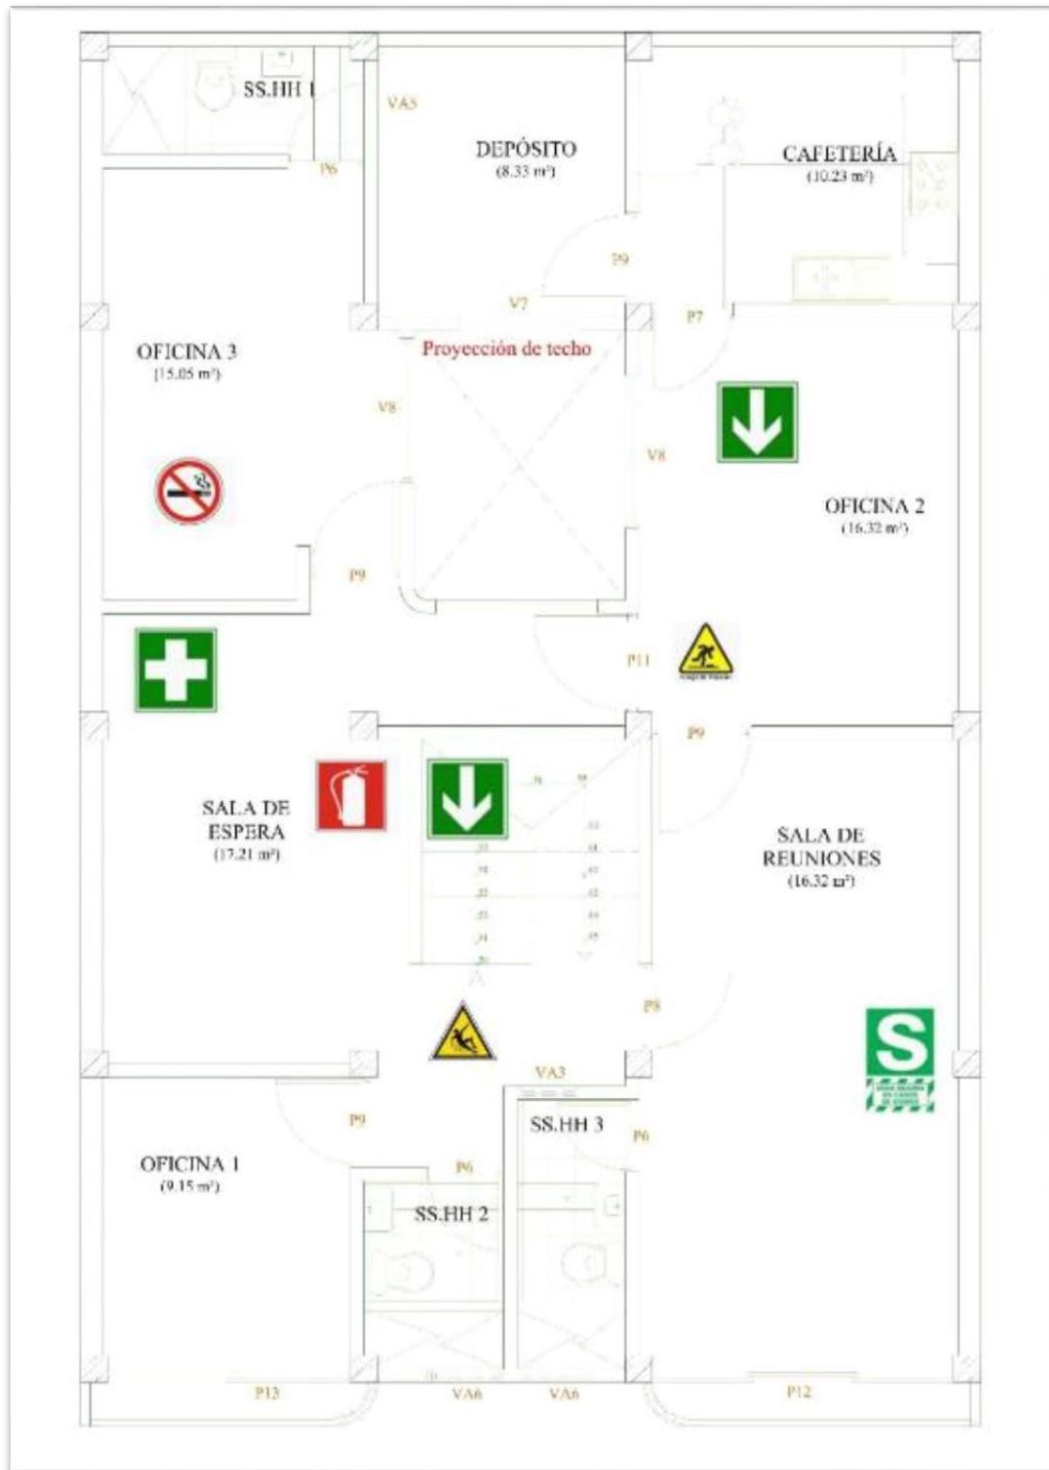 SS.HH 1
VA5
DEPÓSITO
(8.33 m²)
CAFETERÍA
(10.23 m²)
P6
P9
V7
P7
Proyección de techo
OFICINA 3
(15.05 m²)
V8
V8
OFICINA 2
(16.32 m²)
P9
P11
P9
SALA DE
ESPERA
(17.21 m²)
SALA DE
REUNIONES
(16.32 m²)
P8
S
VA3
P9
SS.HH 3
P6
OFICINA 1
(9.15 m²)
P6
SS.HH 2
P13
VA6
VA6
P12